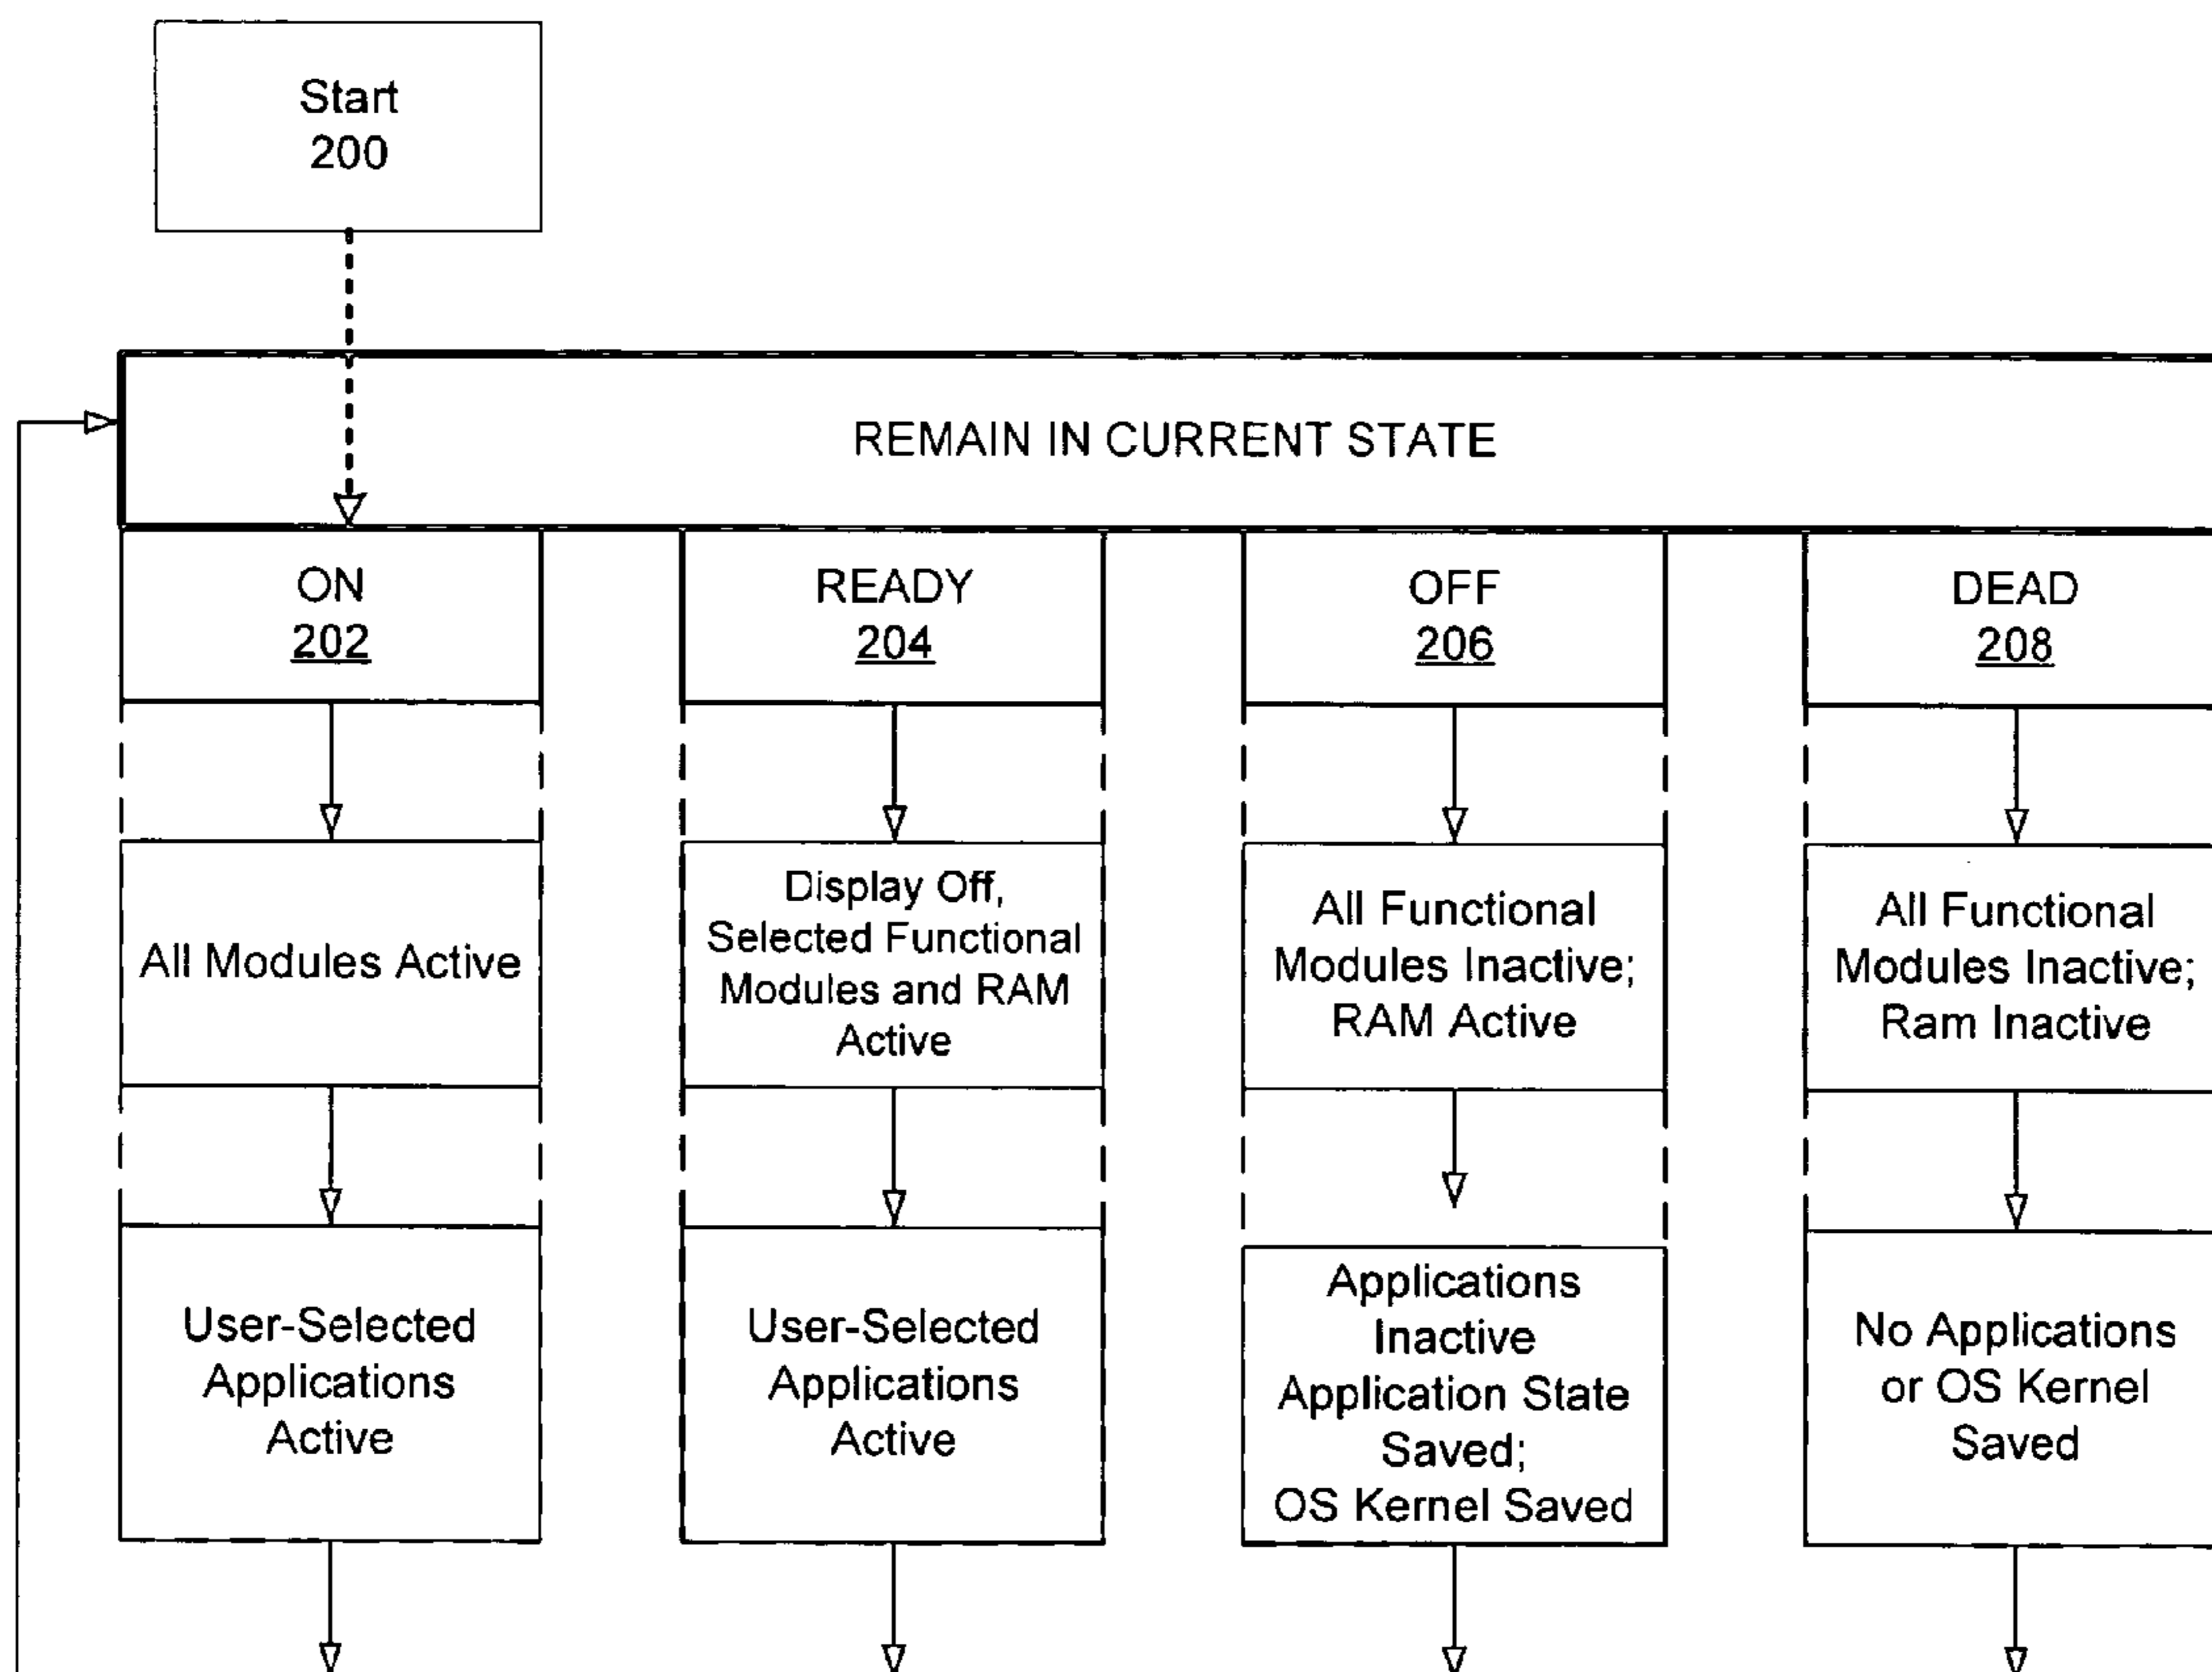 Start
200
REMAIN IN CURRENT STATE
ON
202
READY
204
OFF
206
DEAD
208
All Modules Active
Display Off,
Selected Functional
Modules and RAM
Active
All Functional
Modules Inactive;
RAM Active
All Functional
Modules Inactive;
Ram Inactive
User-Selected
Applications
Active
User-Selected
Applications
Active
Applications
Inactive
Application State
Saved;
OS Kernel Saved
No Applications
or OS Kernel
Saved